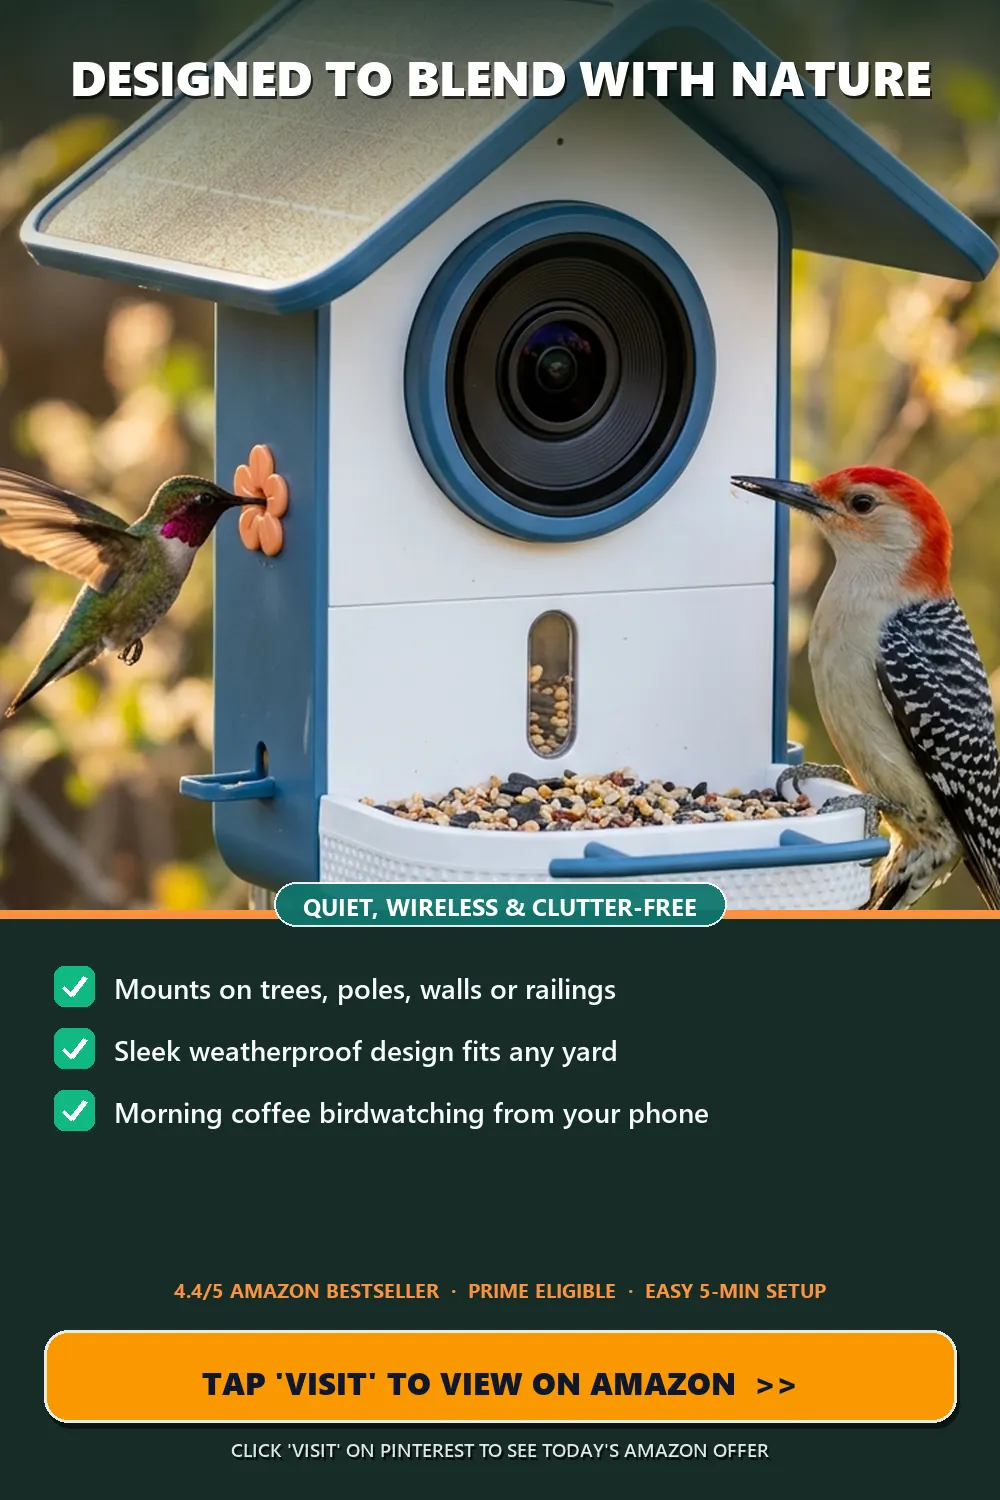 DESIGNED TO BLEND WITH NATURE
QUIET, WIRELESS & CLUTTER-FREE
Mounts on trees, poles, walls or railings
Sleek weatherproof design fits any yard
Morning coffee birdwatching from your phone
4.4/5 AMAZON BESTSELLER · PRIME ELIGIBLE · EASY 5-MIN SETUP
TAP 'VISIT' TO VIEW ON AMAZON >>
CLICK 'VISIT' ON PINTEREST TO SEE TODAY'S AMAZON OFFER